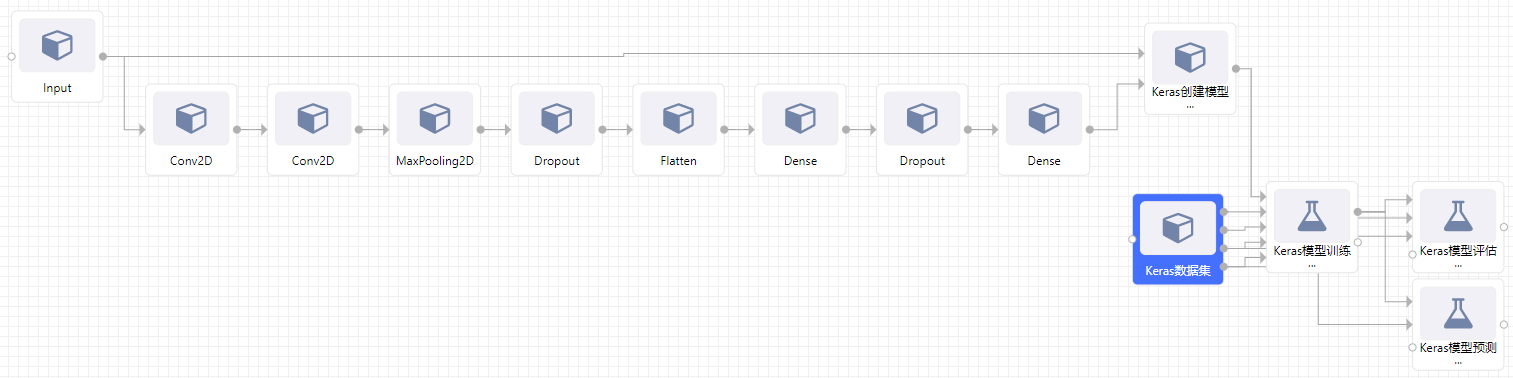 Input
Conv2D
Conv2D
MaxPooling2D
Dropout
Flatten
Dense
Dropout
Dense
Keras创建模型
...
Keras数据集
Keras模型训练
...
Keras模型评估
...
Keras模型预测
...